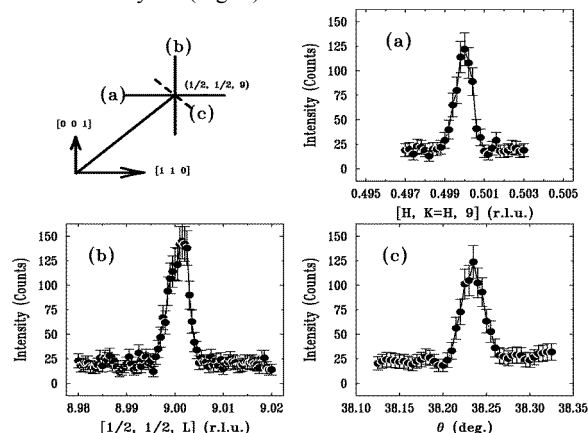 (b)
(a)
(1/2, 1/2, 9)
(c)
[0 0 1]
[1 1 0]
(a)
Intensity (Counts)
150
125
100
75
50
25
0
0.495 0.497 0.499 0.501 0.503 0.505
[H, K=H, 9] (r.l.u.)
(b)
Intensity (Counts)
150
125
100
75
50
25
0
8.98 8.99 9.00 9.01 9.02
[1/2, 1/2, L] (r.l.u.)
(c)
Intensity (Counts)
150
125
100
75
50
25
0
38.10 38.15 38.20 38.25 38.30 38.35
θ (deg.)